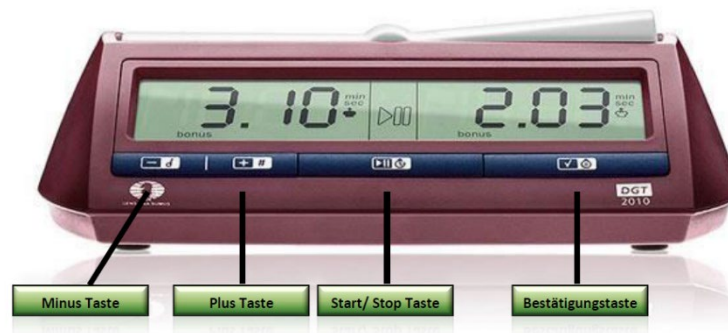 3.10 min sec
bonus
2.03 min sec
bonus
DGT
2010
Minus Taste
Plus Taste
Start/ Stop Taste
Bestätigungstaste